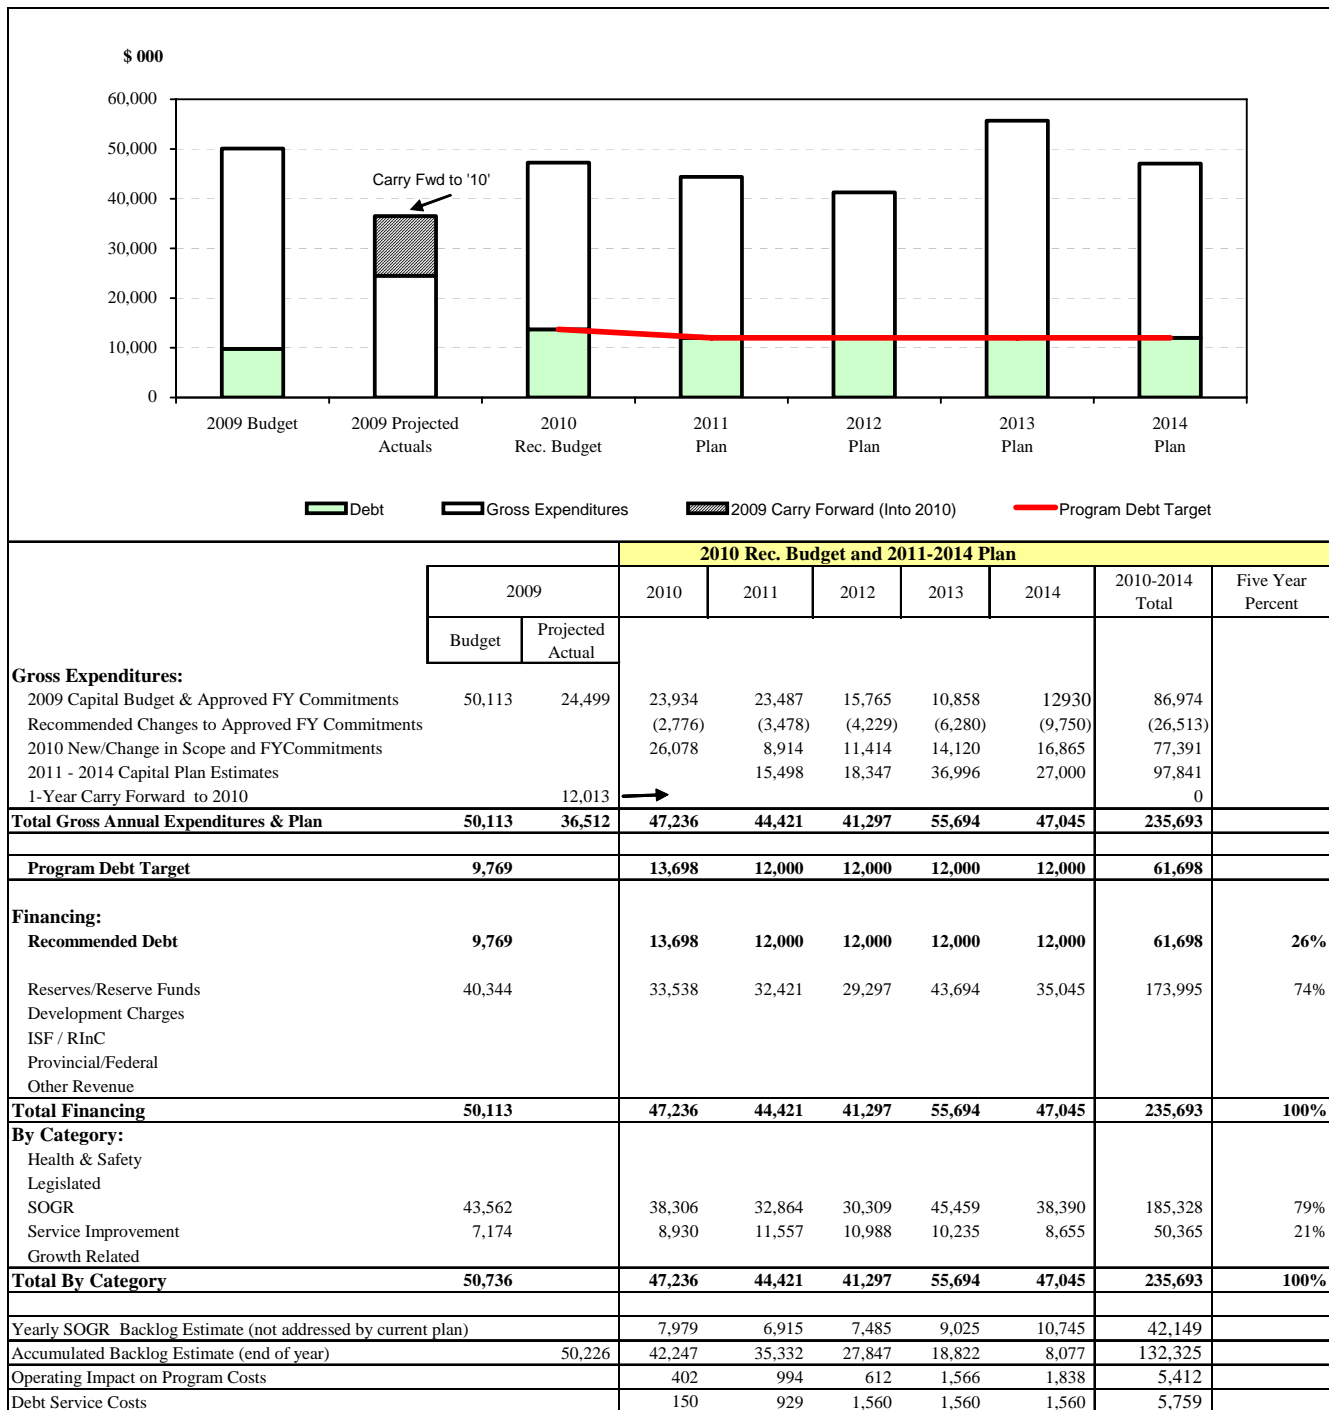 $ 000
60,000
50,000
40,000
30,000
20,000
10,000
0
Carry Fwd to '10'
2009 Budget 2009 Projected 2010 2011 2012 2013 2014
Actuals Rec. Budget Plan Plan Plan Plan
Debt Gross Expenditures 2009 Carry Forward (Into 2010) Program Debt Target
2010 Rec. Budget and 2011-2014 Plan
2009 2010 2011 2012 2013 2014 2010-2014 Total Five Year Percent
Budget Projected Actual
Gross Expenditures:
2009 Capital Budget & Approved FY Commitments 50,113 24,499 23,934 23,487 15,765 10,858 12930 86,974
Recommended Changes to Approved FY Commitments (2,776) (3,478) (4,229) (6,280) (9,750) (26,513)
2010 New/Change in Scope and FYCommitments 26,078 8,914 11,414 14,120 16,865 77,391
2011 - 2014 Capital Plan Estimates 15,498 18,347 36,996 27,000 97,841
1-Year Carry Forward to 2010 12,013 0
Total Gross Annual Expenditures & Plan 50,113 36,512 47,236 44,421 41,297 55,694 47,045 235,693
Program Debt Target 9,769 13,698 12,000 12,000 12,000 12,000 61,698
Financing:
Recommended Debt 9,769 13,698 12,000 12,000 12,000 12,000 61,698 26%
Reserves/Reserve Funds 40,344 33,538 32,421 29,297 43,694 35,045 173,995 74%
Development Charges
ISF / RInC
Provincial/Federal
Other Revenue
Total Financing 50,113 47,236 44,421 41,297 55,694 47,045 235,693 100%
By Category:
Health & Safety
Legislated
SOGR 43,562 38,306 32,864 30,309 45,459 38,390 185,328 79%
Service Improvement 7,174 8,930 11,557 10,988 10,235 8,655 50,365 21%
Growth Related
Total By Category 50,736 47,236 44,421 41,297 55,694 47,045 235,693 100%
Yearly SOGR Backlog Estimate (not addressed by current plan) 7,979 6,915 7,485 9,025 10,745 42,149
Accumulated Backlog Estimate (end of year) 50,226 42,247 35,332 27,847 18,822 8,077 132,325
Operating Impact on Program Costs 402 994 612 1,566 1,838 5,412
Debt Service Costs 150 929 1,560 1,560 1,560 5,759